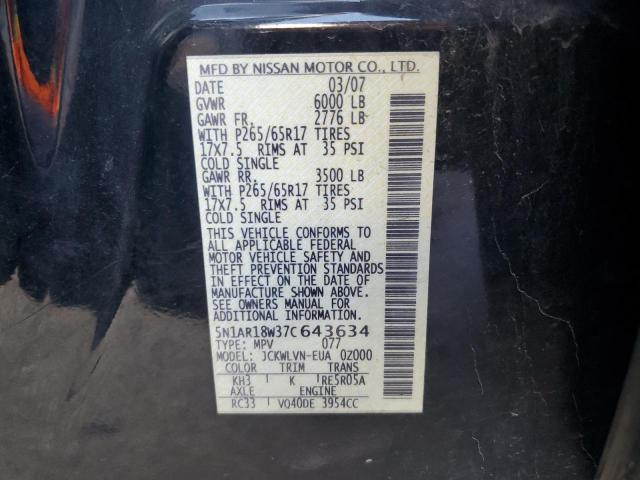 MFD BY NISSAN MOTOR CO., LTD.
DATE 03/07
GVWR 6000 LB
GAWR FR. 2776 LB
WITH P265/65R17 TIRES
17X7.5 RIMS AT 35 PSI
COLD SINGLE
GAWR RR. 3500 LB
WITH P265/65R17 TIRES
17X7.5 RIMS AT 35 PSI
COLD SINGLE
THIS VEHICLE CONFORMS TO
ALL APPLICABLE FEDERAL
MOTOR VEHICLE SAFETY AND
THEFT PREVENTION STANDARDS
IN EFFECT ON THE DATE OF
MANUFACTURE SHOWN ABOVE.
SEE OWNERS MANUAL FOR
ADDITIONAL INFORMATION.
5N1AR18W37C643634
TYPE: MPV 077
MODEL: JCKWLVN-EUA 02000
COLOR TRIM TRANS
KH3 K RE5R05A
AXLE ENGINE
RC33 VQ40DE 3954CC